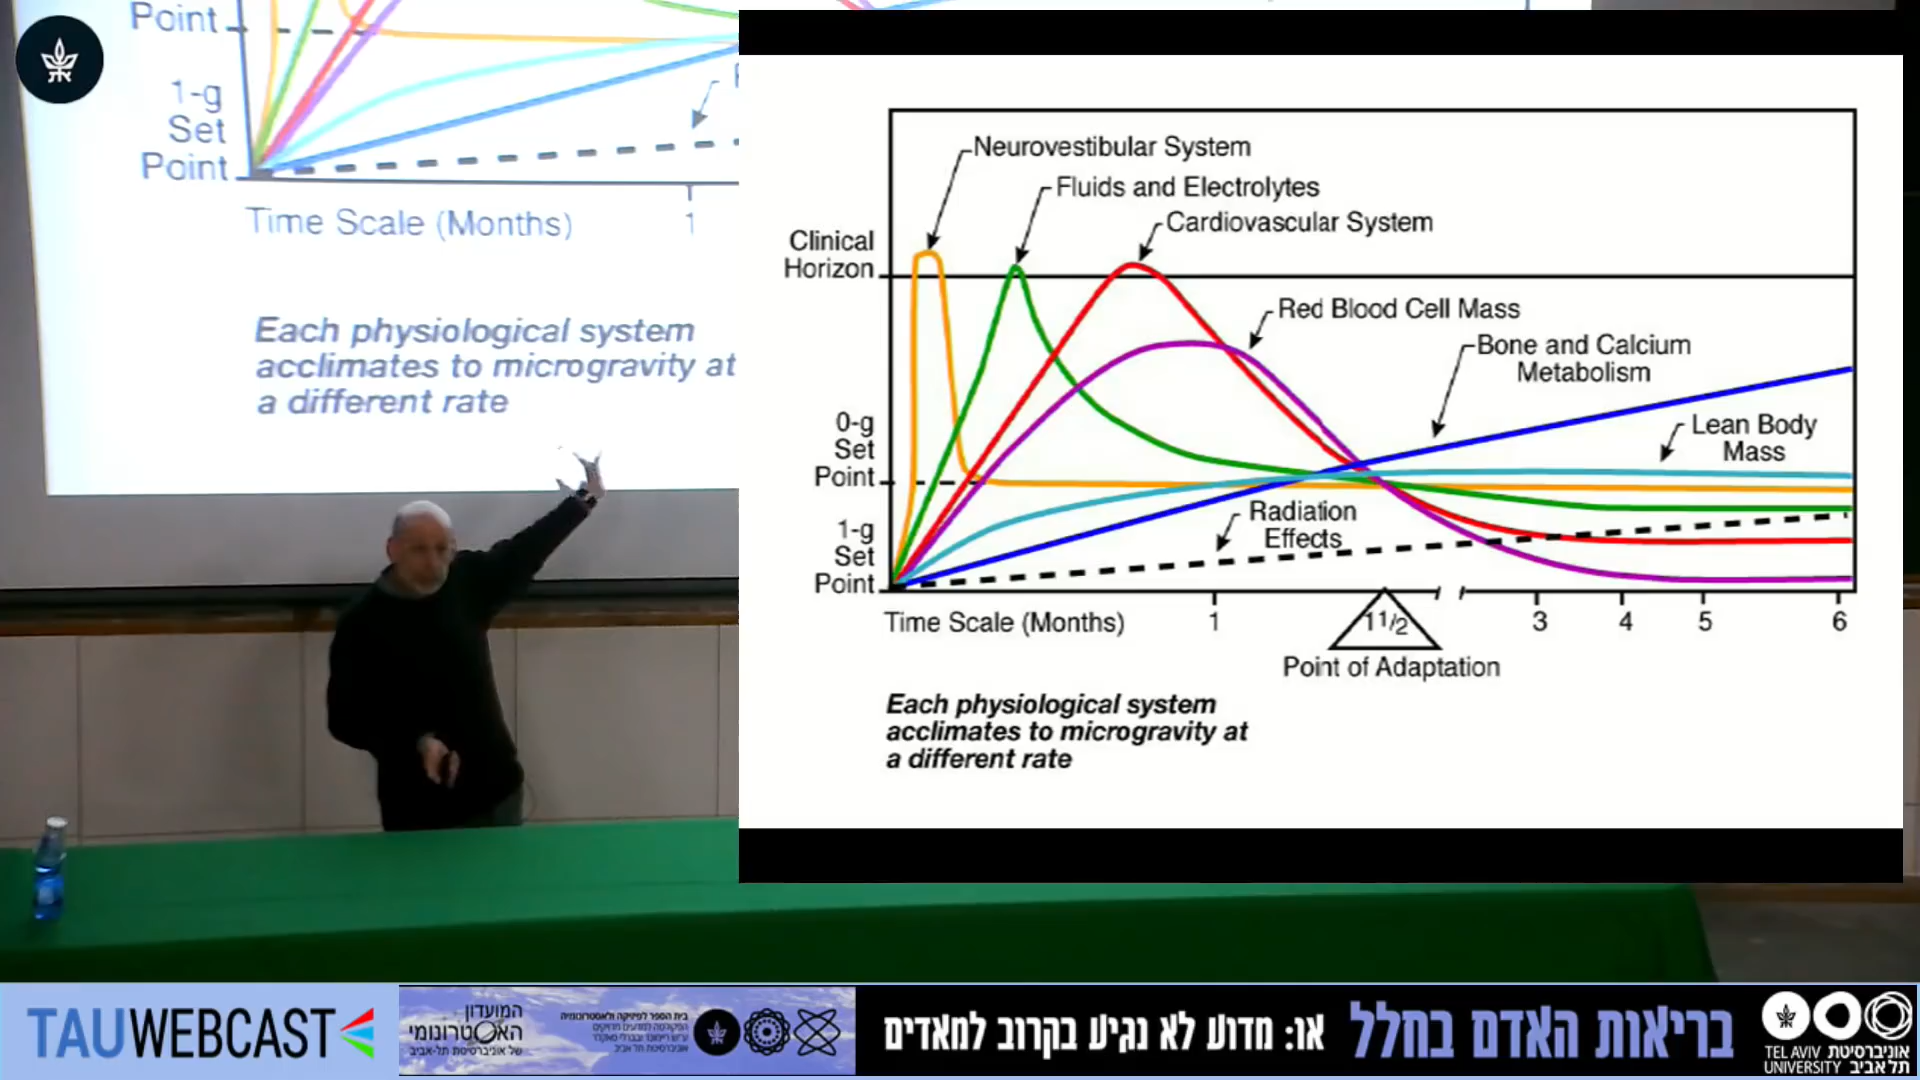 Point
1-g
Set
Point
Time Scale (Months)
1
Each physiological system
acclimates to microgravity at
a different rate
Neurovestibular System
Fluids and Electrolytes
Cardiovascular System
Clinical
Horizon
Red Blood Cell Mass
Bone and Calcium
Metabolism
0-g
Set
Point
Lean Body
Mass
Radiation
Effects
1-g
Set
Point
Time Scale (Months)
1
1 1/2
3
4
5
6
Point of Adaptation
Each physiological system
acclimates to microgravity at
a different rate
TAUWEBCAST
המועדון
האסטרונומי
של אוניברסיטת תל-אביב
בית הספר לפיזיקה ולאסטרונומיה
הפקולטה למדעים מדויקים
אוניברסיטת תל אביב
בריאות האדם בחלל או: מדוע לא נגיע בקרוב למאדים
TEL AVIV אוניברסיטת
UNIVERSITY תל אביב